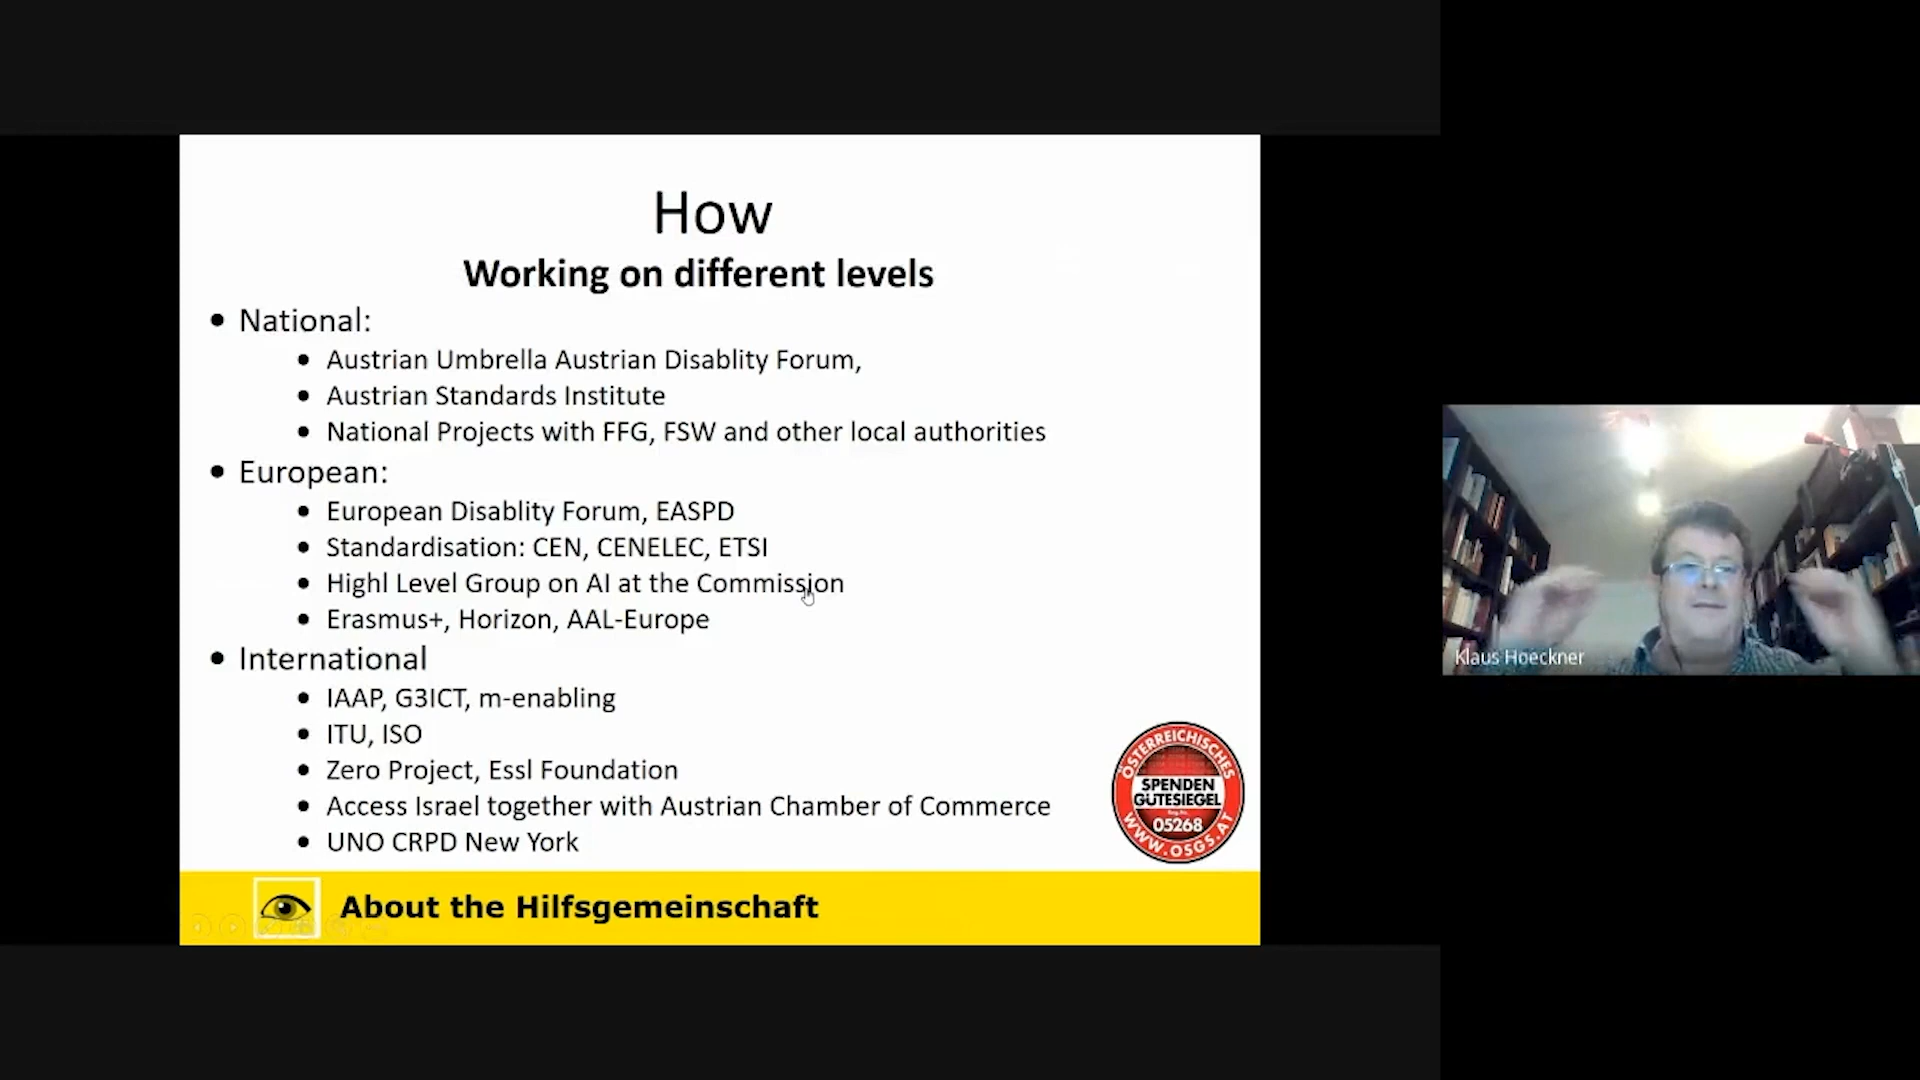 How
Working on different levels
• National:
• Austrian Umbrella Austrian Disablity Forum,
• Austrian Standards Institute
• National Projects with FFG, FSW and other local authorities
• European:
• European Disablity Forum, EASPD
• Standardisation: CEN, CENELEC, ETSI
• Highl Level Group on AI at the Commission
• Erasmus+, Horizon, AAL-Europe
• International
• IAAP, G3ICT, m-enabling
• ITU, ISO
• Zero Project, Essl Foundation
• Access Israel together with Austrian Chamber of Commerce
• UNO CRPD New York
ÖSTERREICHISCHES
SPENDEN
GÜTESIEGEL
05268
WWW.OSGS.AT
About the Hilfsgemeinschaft
Klaus Hoeckner